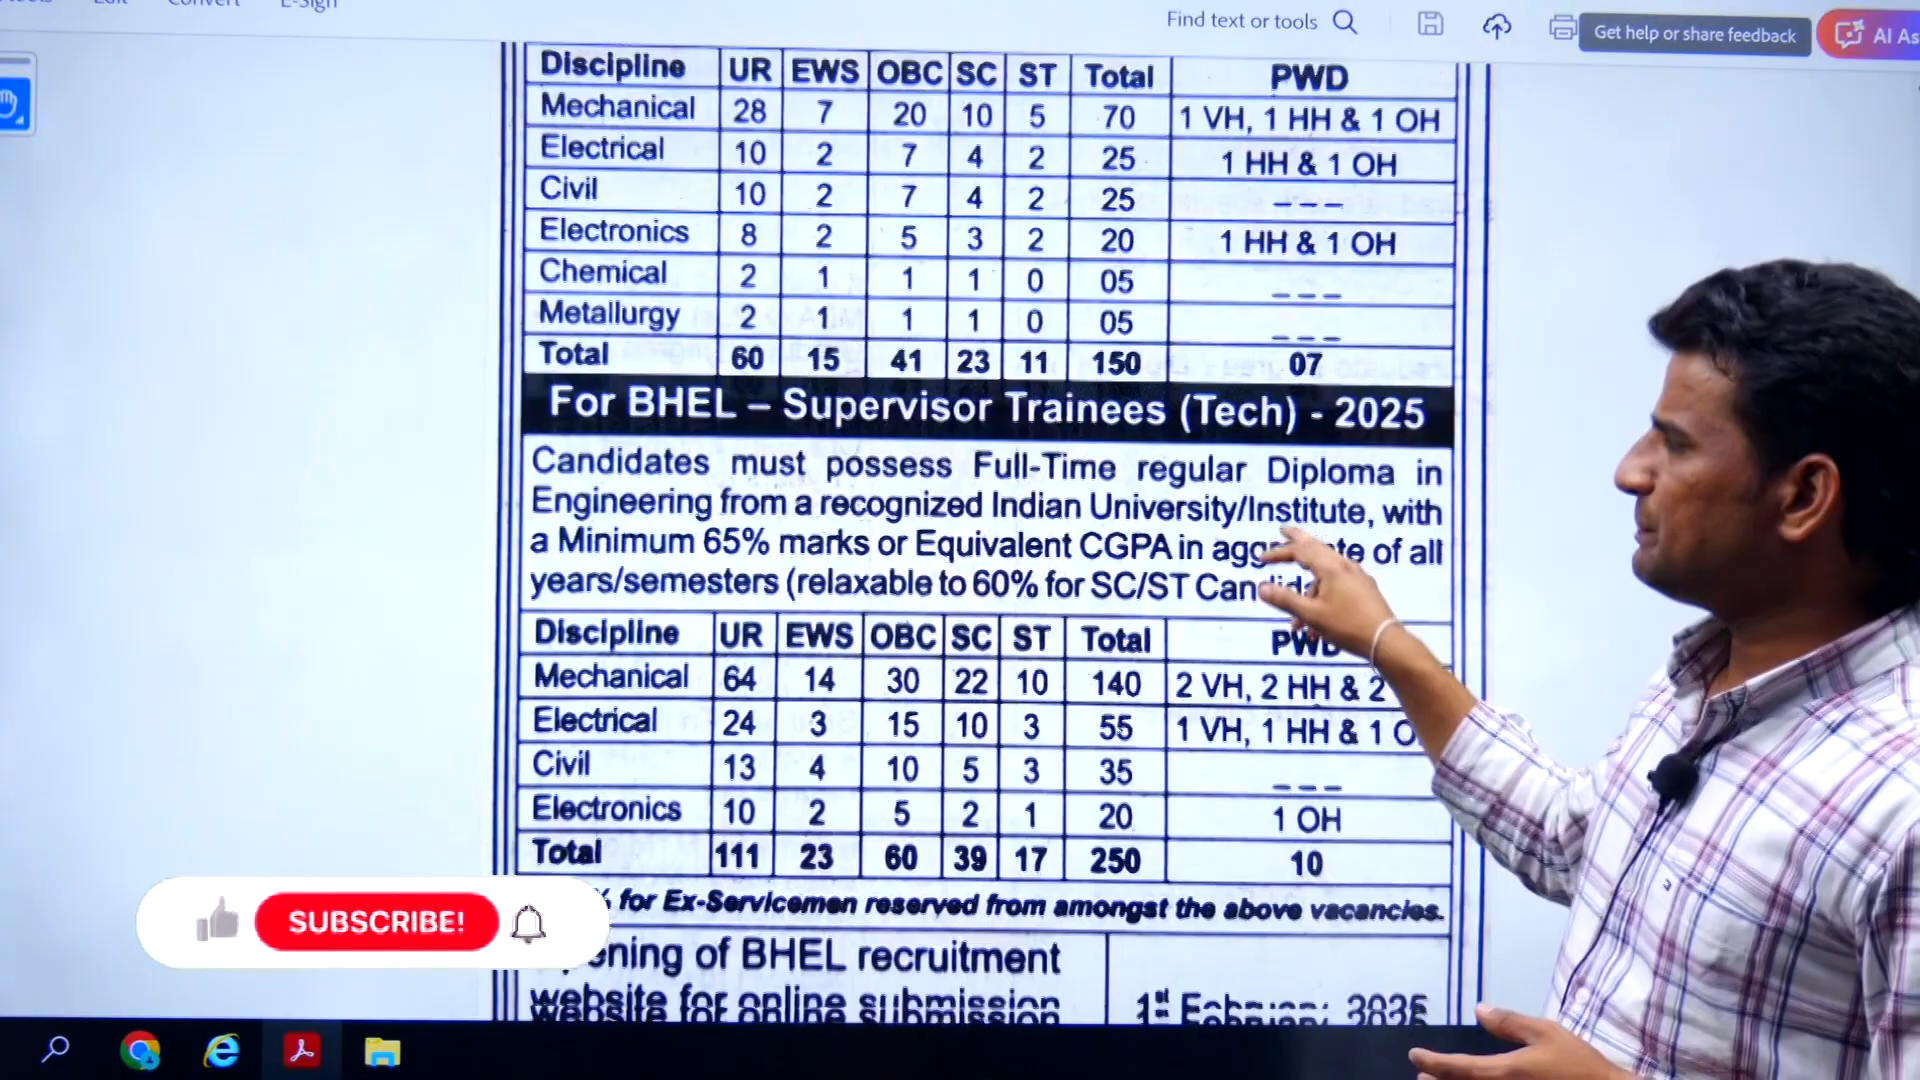 Edit Convert E-Sign
Find text or tools
Get help or share feedback
AI As
Discipline UR EWS OBC SC ST Total PWD
Mechanical 28 7 20 10 5 70 1 VH, 1 HH & 1 OH
Electrical 10 2 7 4 2 25 1 HH & 1 OH
Civil 10 2 7 4 2 25 ---
Electronics 8 2 5 3 2 20 1 HH & 1 OH
Chemical 2 1 1 1 0 05 ---
Metallurgy 2 1 1 1 0 05 ---
Total 60 15 41 23 11 150 07
For BHEL – Supervisor Trainees (Tech) - 2025
Candidates must possess Full-Time regular Diploma in
Engineering from a recognized Indian University/Institute, with
a Minimum 65% marks or Equivalent CGPA in of all
years/semesters (relaxable to 60% for SC/ST
Discipline UR EWS OBC SC ST Total PWD
Mechanical 64 14 30 22 10 140 2 VH, 2 HH & 2
Electrical 24 3 15 10 3 55 1 VH, 1 HH & 1 O
Civil 13 4 10 5 3 35 ---
Electronics 10 2 5 2 1 20 1 OH
Total 111 23 60 39 17 250 10
% for Ex-Servicemen reserved from amongst the above vacancies.
ening of BHEL recruitment
website for online submission
1st February 2025
SUBSCRIBE!